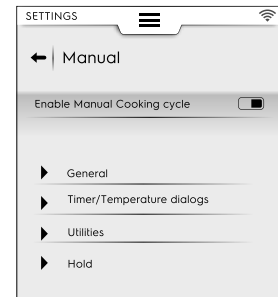 SETTINGS
Manual
Enable Manual Cooking cycle
General
Timer/Temperature dialogs
Utilities
Hold